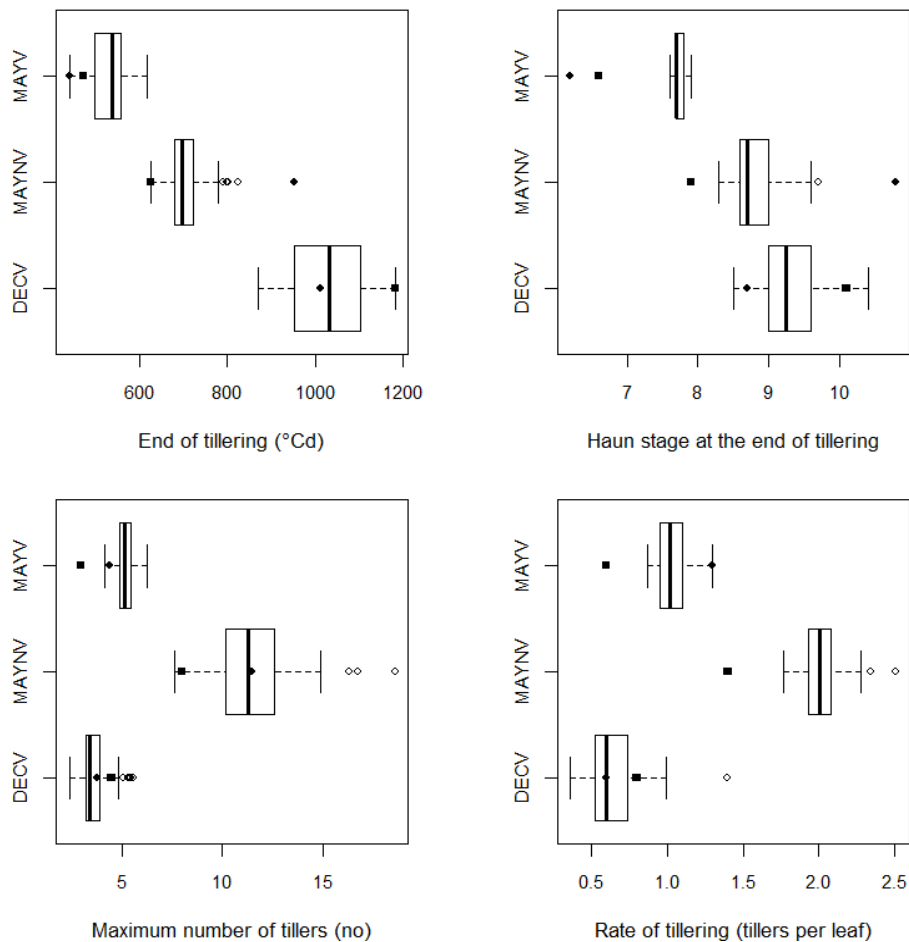 MAYV
MAYNV
DECV
600 800 1000 1200
End of tillering (°Cd)
MAYV
MAYNV
DECV
7 8 9 10
Haun stage at the end of tillering
MAYV
MAYNV
DECV
5 10 15
Maximum number of tillers (no)
MAYV
MAYNV
DECV
0.5 1.0 1.5 2.0 2.5
Rate of tillering (tillers per leaf)